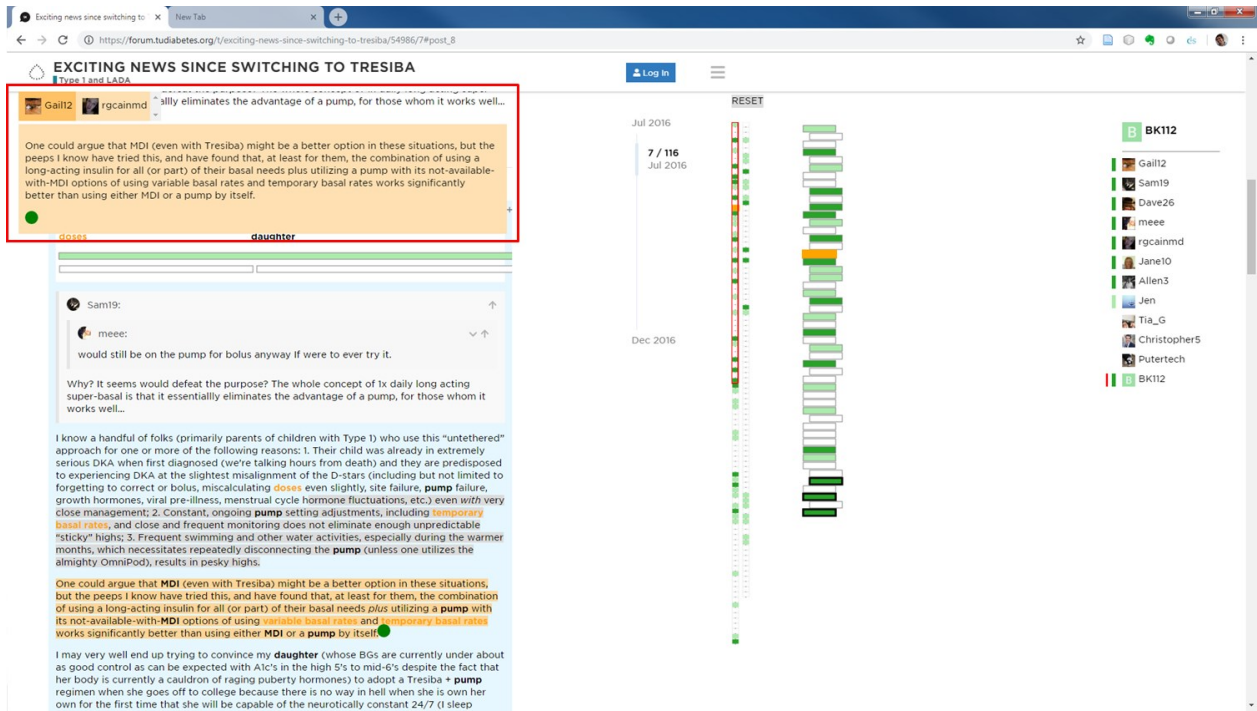 Exciting news since switching to
New Tab
https://forum.tudiabetes.org/t/exciting-news-since-switching-to-tresiba/54986/7#post_8
EXCITING NEWS SINCE SWITCHING TO TRESIBA
Type 1 and LADA
Log In
Gail12 rgcainmd
allly eliminates the advantage of a pump, for those whom it works well...
One could argue that MDI (even with Tresiba) might be a better option in these situations, but the
peeps I know have tried this, and have found that, at least for them, the combination of using a
long-acting insulin for all (or part) of their basal needs plus utilizing a pump with its not-available-
with-MDI options of using variable basal rates and temporary basal rates works significantly
better than using either MDI or a pump by itself.
doses daughter
Sam19:
meee:
would still be on the pump for bolus anyway If were to ever try it.
Why? It seems would defeat the purpose? The whole concept of 1x daily long acting
super-basal is that it essentiallly eliminates the advantage of a pump, for those whom it
works well...
I know a handful of folks (primarily parents of children with Type 1) who use this “untethered”
approach for one or more of the following reasons: 1. Their child was already in extremely
serious DKA when first diagnosed (we're talking hours from death) and they are predisposed
to experiencing DKA at the slightest misalignment of the D-stars (including but not limited to
forgetting to correct or bolus, miscalculating doses even slightly, site failure, pump failure,
growth hormones, viral pre-illness, menstrual cycle hormone fluctuations, etc.) even with very
close management; 2. Constant, ongoing pump setting adjustments, including temporary
basal rates, and close and frequent monitoring does not eliminate enough unpredictable
“sticky” highs; 3. Frequent swimming and other water activities, especially during the warmer
months, which necessitates repeatedly disconnecting the pump (unless one utilizes the
almighty OmniPod), results in pesky highs.
One could argue that MDI (even with Tresiba) might be a better option in these situations,
but the peeps I know have tried this, and have found that, at least for them, the combination
of using a long-acting insulin for all (or part) of their basal needs plus utilizing a pump with
its not-available-with-MDI options of using variable basal rates and temporary basal rates
works significantly better than using either MDI or a pump by itself.
I may very well end up trying to convince my daughter (whose BGs are currently under about
as good control as can be expected with A1c's in the high 5's to mid-6's despite the fact that
her body is currently a cauldron of raging puberty hormones) to adopt a Tresiba + pump
regimen when she goes off to college because there is no way in hell when she is own her
own for the first time that she will be capable of the neurotically constant 24/7 (I sleep
Jul 2016
7 / 116
Jul 2016
Dec 2016
RESET
B BK112
Gail12
Sam19
Dave26
meee
rgcainmd
Jane10
Allen3
Jen
Tia_G
Christopher5
Putertech
B BK112